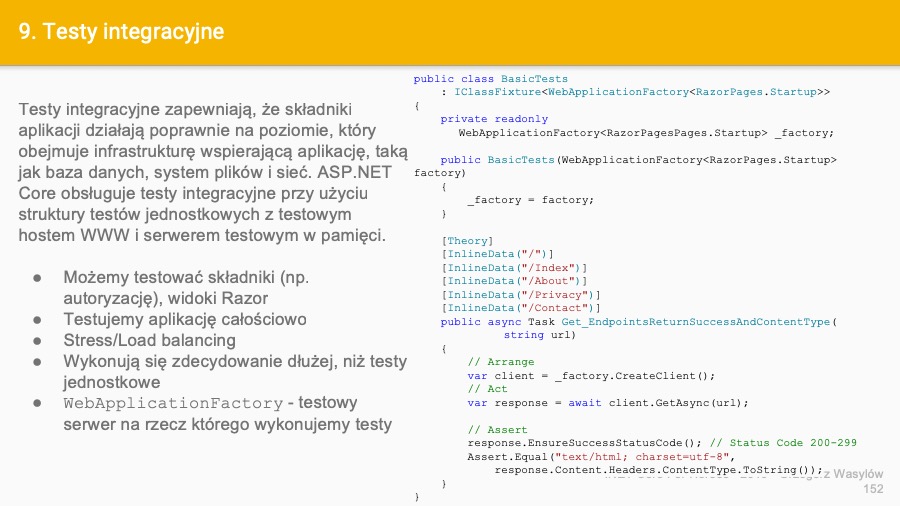 9. Testy integracyjne
Testy integracyjne zapewniają, że składniki
aplikacji działają poprawnie na poziomie, który
obejmuje infrastrukturę wspierającą aplikację, taką
jak baza danych, system plików i sieć. ASP.NET
Core obsługuje testy integracyjne przy użyciu
struktury testów jednostkowych z testowym
hostem WWW i serwerem testowym w pamięci.
● Możemy testować składniki (np.
autoryzację), widoki Razor
● Testujemy aplikację całościowo
● Stress/Load balancing
● Wykonują się zdecydowanie dłużej, niż testy
jednostkowe
● WebApplicationFactory - testowy
serwer na rzecz którego wykonujemy testy
public class BasicTests
: IClassFixture<WebApplicationFactory<RazorPages.Startup>>
{
private readonly
WebApplicationFactory<RazorPagesPages.Startup> _factory;
public BasicTests(WebApplicationFactory<RazorPages.Startup>
factory)
{
_factory = factory;
}
[Theory]
[InlineData("/")]
[InlineData("/Index")]
[InlineData("/About")]
[InlineData("/Privacy")]
[InlineData("/Contact")]
public async Task Get_EndpointsReturnSuccessAndContentType(
string url)
{
// Arrange
var client = _factory.CreateClient();
// Act
var response = await client.GetAsync(url);
// Assert
response.EnsureSuccessStatusCode(); // Status Code 200-299
Assert.Equal("text/html; charset=utf-8",
response.Content.Headers.ContentType.ToString());
}
}
Wasylów
152